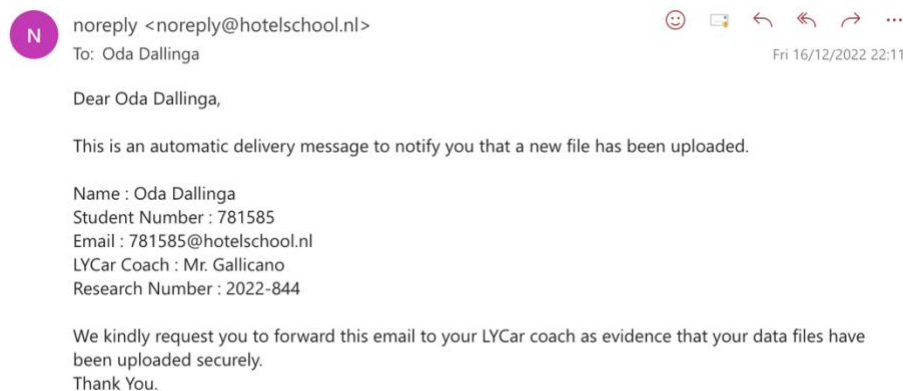 N
noreply <noreply@hotelschool.nl>
To: Oda Dallinga
Fri 16/12/2022 22:11
Dear Oda Dallinga,
This is an automatic delivery message to notify you that a new file has been uploaded.
Name : Oda Dallinga
Student Number : 781585
Email : 781585@hotelschool.nl
LYCar Coach : Mr. Gallicano
Research Number : 2022-844
We kindly request you to forward this email to your LYCar coach as evidence that your data files have
been uploaded securely.
Thank You.